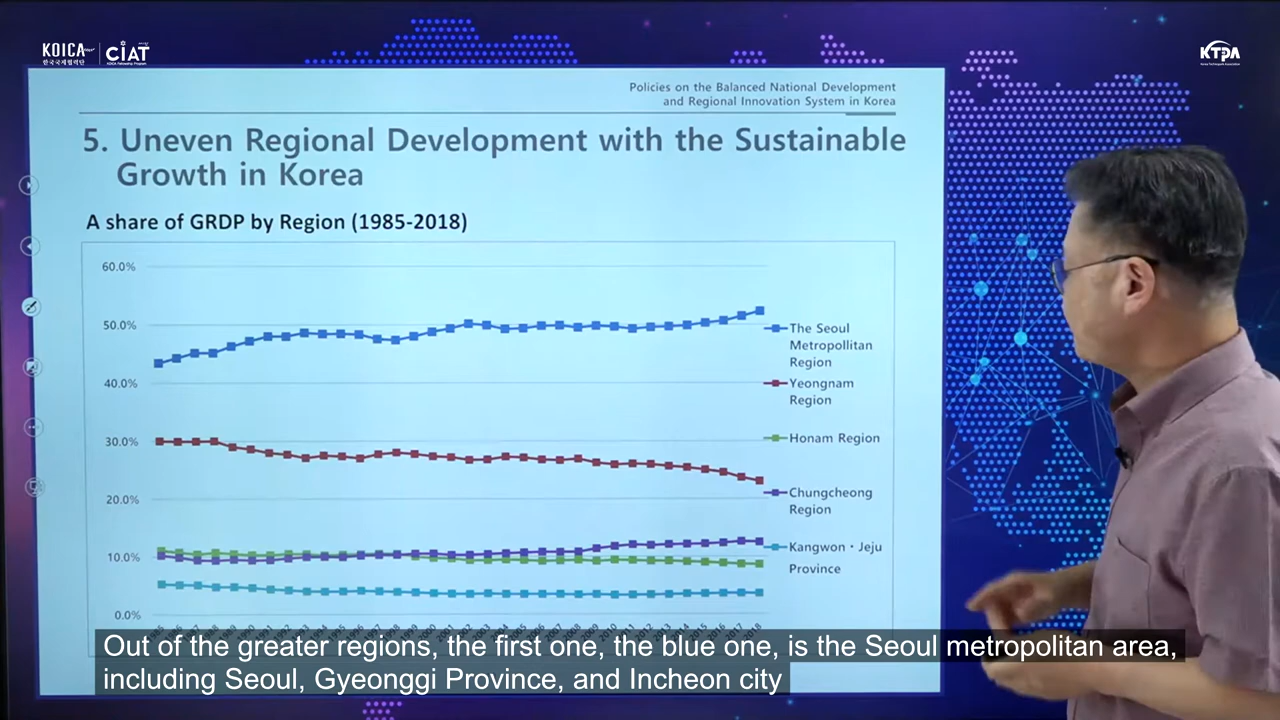 KOICA
한국국제협력단
CIAT
KOICA Fellowship Program
KTPA
Korea Technopark Association
Policies on the Balanced National Development
and Regional Innovation System in Korea
5. Uneven Regional Development with the Sustainable
Growth in Korea
A share of GRDP by Region (1985-2018)
60.0%
50.0%
40.0%
30.0%
20.0%
10.0%
0.0%
The Seoul
Metropollitan
Region
Yeongnam
Region
Honam Region
Chungcheong
Region
Kangwon · Jeju
Province
Out of the greater regions, the first one, the blue one, is the Seoul metropolitan area,
including Seoul, Gyeonggi Province, and Incheon city